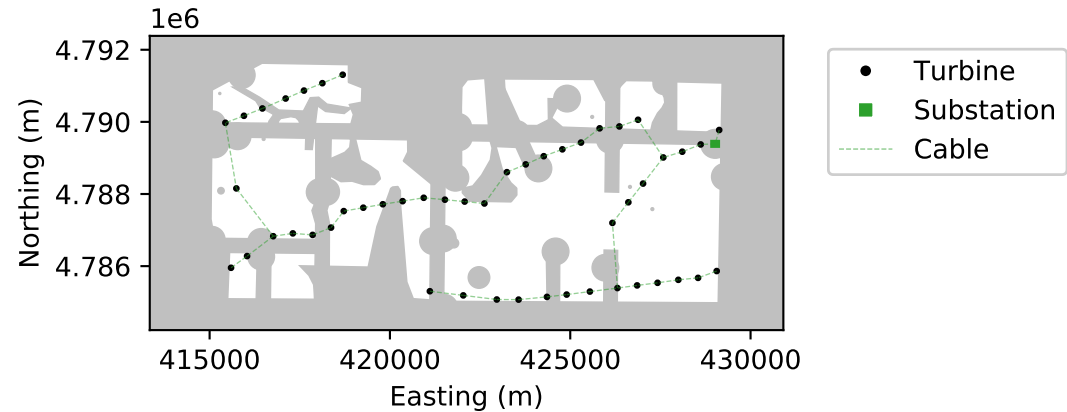 1e6
4.792
4.790
4.788
4.786
Northing (m)
415000 420000 425000 430000
Easting (m)
Turbine
Substation
Cable